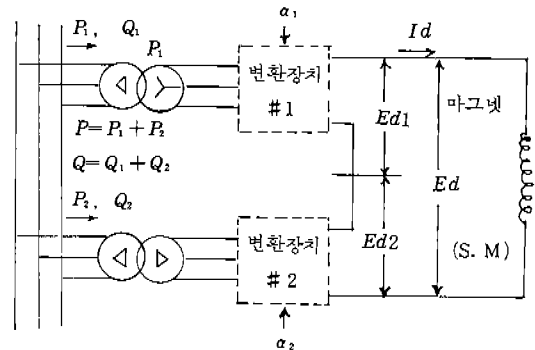 P₁, Q₁
P₁
α₁
변환장치
#1
Id
P=P₁+P₂
Q=Q₁+Q₂
Ed1
마그넷
Ed
P₂, Q₂
변환장치
#2
Ed2
(S. M)
α₂